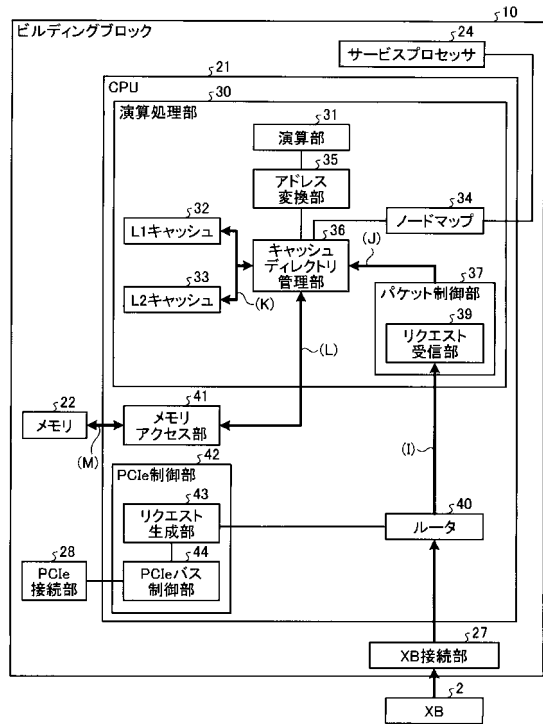 10
ビルディングブロック
24
サービスプロセッサ
21
CPU
30
演算処理部
31
演算部
35
アドレス
変換部
32
L1キャッシュ
34
ノードマップ
36
キャッシュ
ディレクトリ
管理部
(J)
33
L2キャッシュ
(K)
37
パケット制御部
39
リクエスト
受信部
(L)
22
メモリ
(M)
41
メモリ
アクセス部
(I)
42
PCIe制御部
43
リクエスト
生成部
40
ルータ
28
PCIe
接続部
44
PCIeバス
制御部
27
XB接続部
2
XB